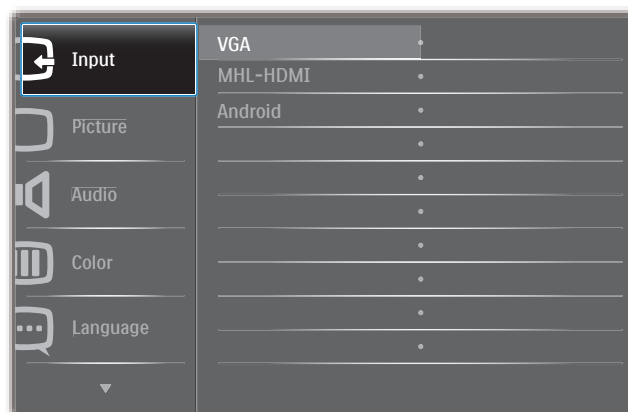 Input
Picture
Audio
Color
Language
VGA
MHL-HDMI
Android